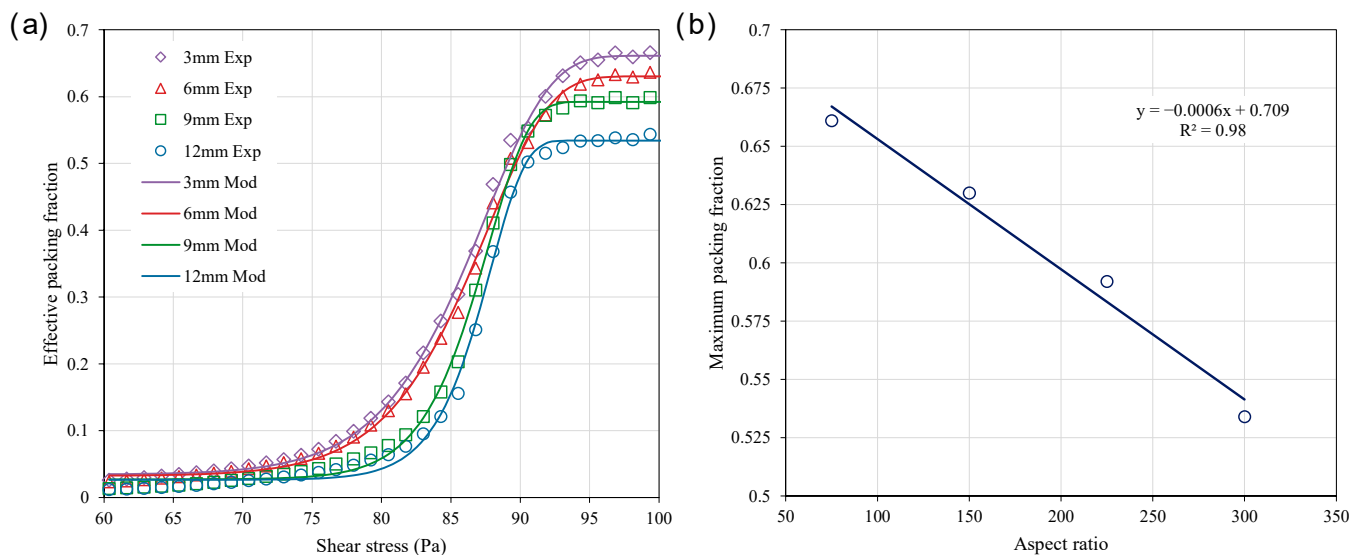 (a)
0.7
0.6
0.5
0.4
0.3
0.2
0.1
0
Effective packing fraction
3mm Exp
6mm Exp
9mm Exp
12mm Exp
3mm Mod
6mm Mod
9mm Mod
12mm Mod
60 65 70 75 80 85 90 95 100
Shear stress (Pa)
(b)
0.7
0.675
0.65
0.625
0.6
0.575
0.55
0.525
0.5
Maximum packing fraction
y = −0.0006x + 0.709
R² = 0.98
50 100 150 200 250 300 350
Aspect ratio